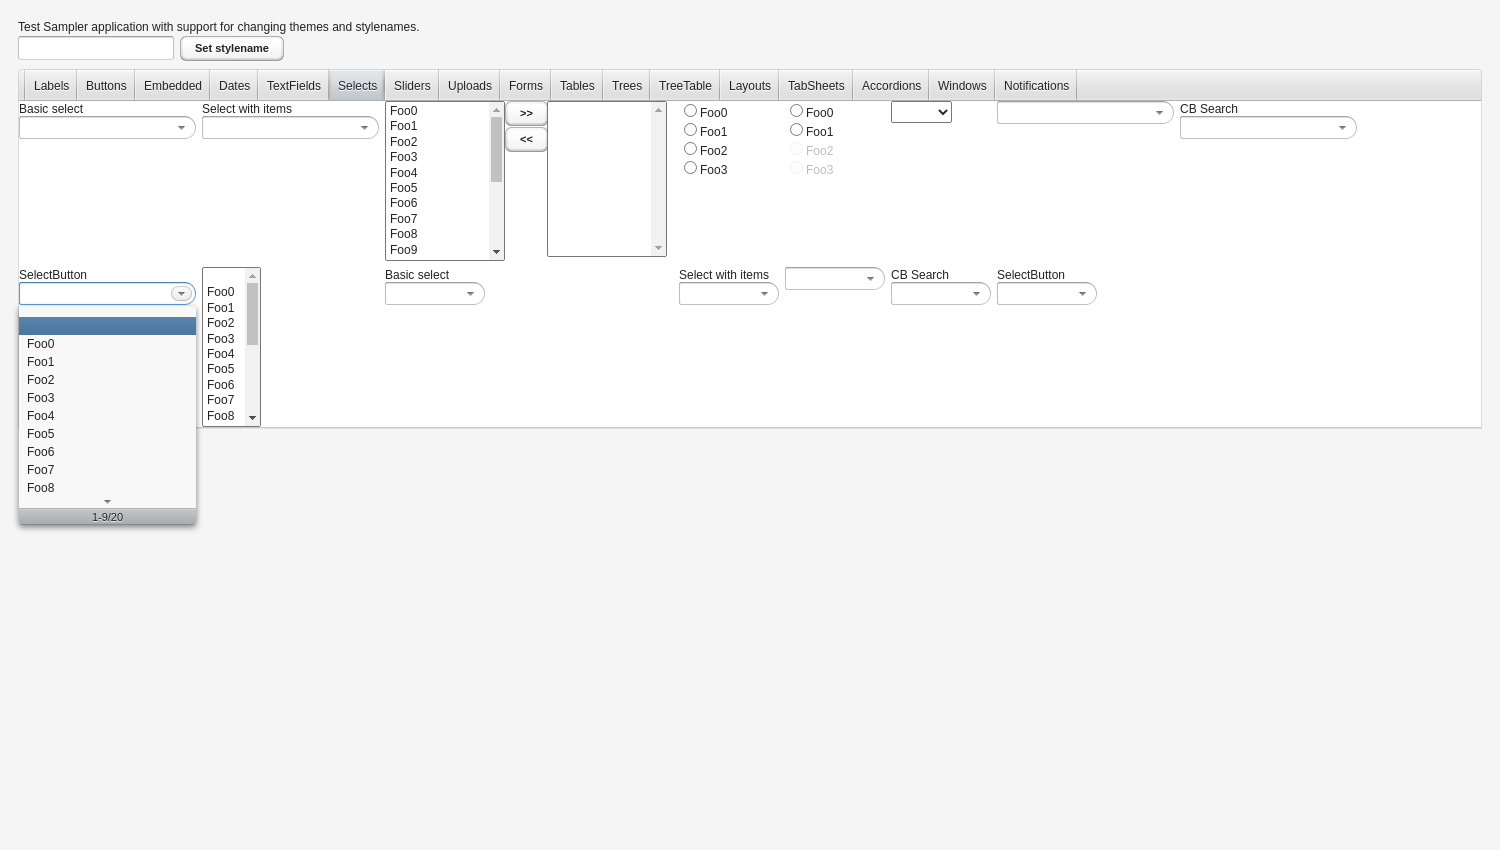 Test Sampler application with support for changing themes and stylenames.
Set stylename
Labels Buttons Embedded Dates TextFields Selects Sliders Uploads Forms Tables Trees TreeTable Layouts TabSheets Accordions Windows Notifications
Basic select
Select with items
Foo0
Foo1
Foo2
Foo3
Foo4
Foo5
Foo6
Foo7
Foo8
Foo9
>>
<<
Foo0
Foo1
Foo2
Foo3
Foo0
Foo1
Foo2
Foo3
CB Search
SelectButton
Foo0
Foo1
Foo2
Foo3
Foo4
Foo5
Foo6
Foo7
Foo8
1-9/20
Foo0
Foo1
Foo2
Foo3
Foo4
Foo5
Foo6
Foo7
Foo8
Basic select
Select with items
CB Search
SelectButton